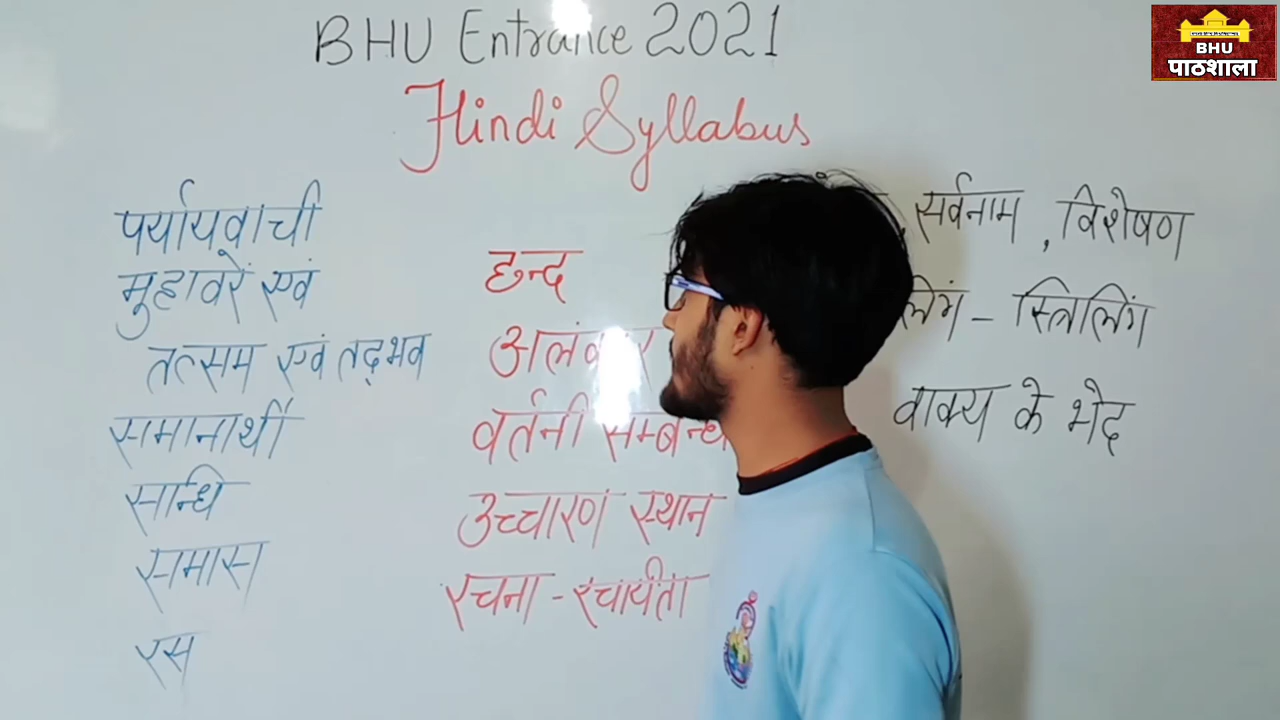 BHU Entrance 2021
Hindi Syllabus
BHU
पाठशाला
पर्यायवाची
मुहावरें एवं
तत्सम एवं तद्भव
समानार्थी
सन्धि
समास
रस
छन्द
अलंकार
वर्तनी सम्बन्धी
उच्चारण स्थान
रचना - रचायीता
सर्वनाम , विशेषण
लिंग - स्त्रिलिंग
वाक्य के भेद